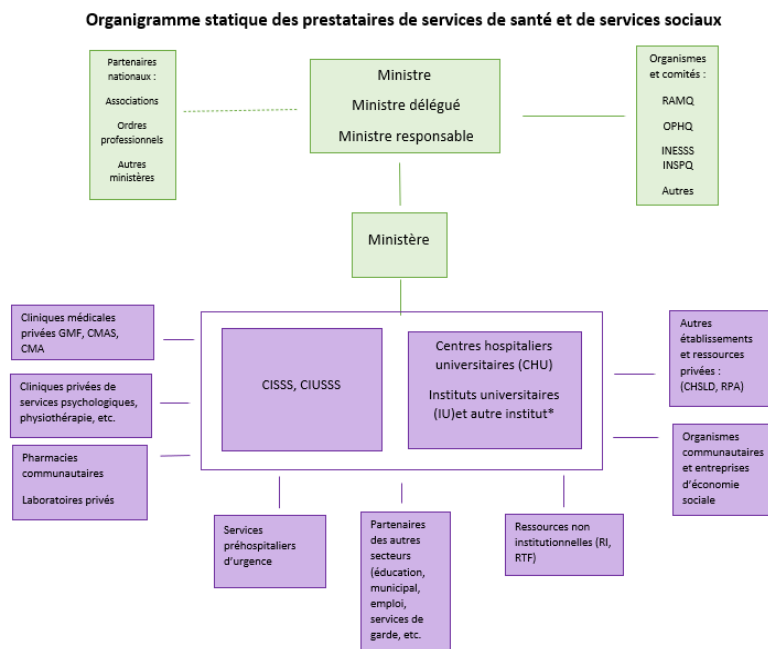 Organigramme statique des prestataires de services de santé et de services sociaux
Partenaires
nationaux :
Associations
Ordres
professionnels
Autres
ministères
Ministre
Ministre délégué
Ministre responsable
Organismes
et comités :
RAMQ
OPHQ
INESSS
INSPQ
Autres
Ministère
Cliniques médicales
privées GMF, CMAS,
CMA
Cliniques privées de
services psychologiques,
physiothérapie, etc.
Pharmacies
communautaires
Laboratoires privés
CISSS, CIUSSS
Centres hospitaliers
universitaires (CHU)
Instituts universitaires
(IU)et autre institut*
Autres
établissements
et ressources
privées :
(CHSLD, RPA)
Organismes
communautaires
et entreprises
d'économie
sociale
Services
préhospitaliers
d'urgence
Partenaires
des autres
secteurs
(éducation,
municipal,
emploi,
services de
garde, etc.
Ressources non
institutionnelles (RI,
RTF)